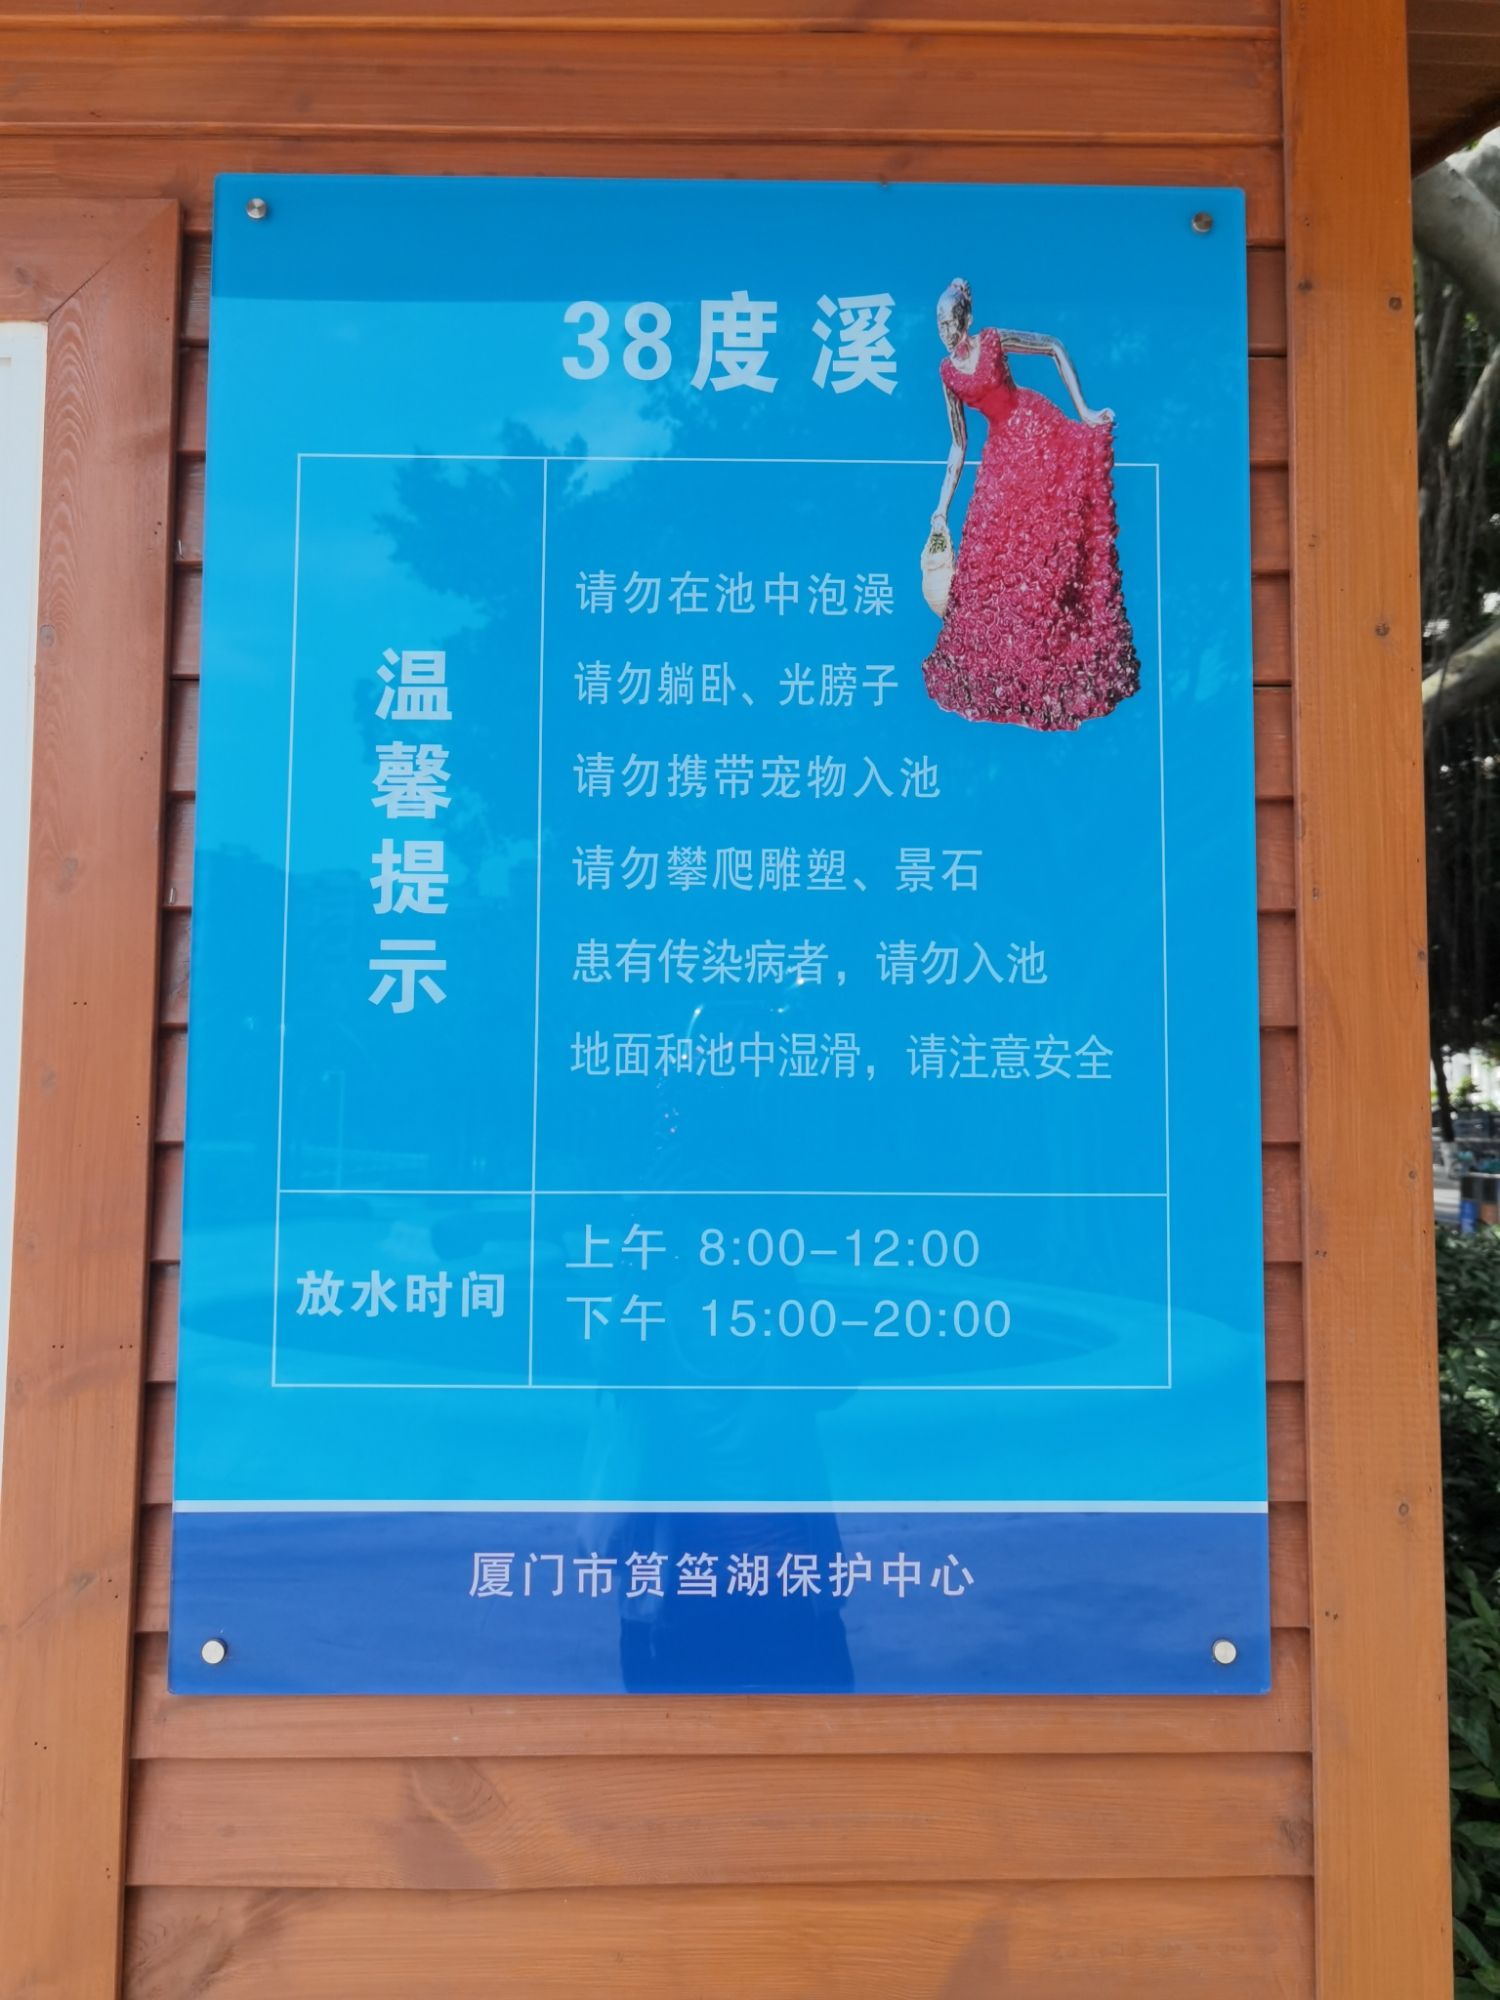 38度 溪
温馨提示
请勿在池中泡澡
请勿躺卧、光膀子
请勿携带宠物入池
请勿攀爬雕塑、景石
患有传染病者，请勿入池
地面和池中湿滑，请注意安全
放水时间
上午 8:00-12:00
下午 15:00-20:00
厦门市筼筜湖保护中心